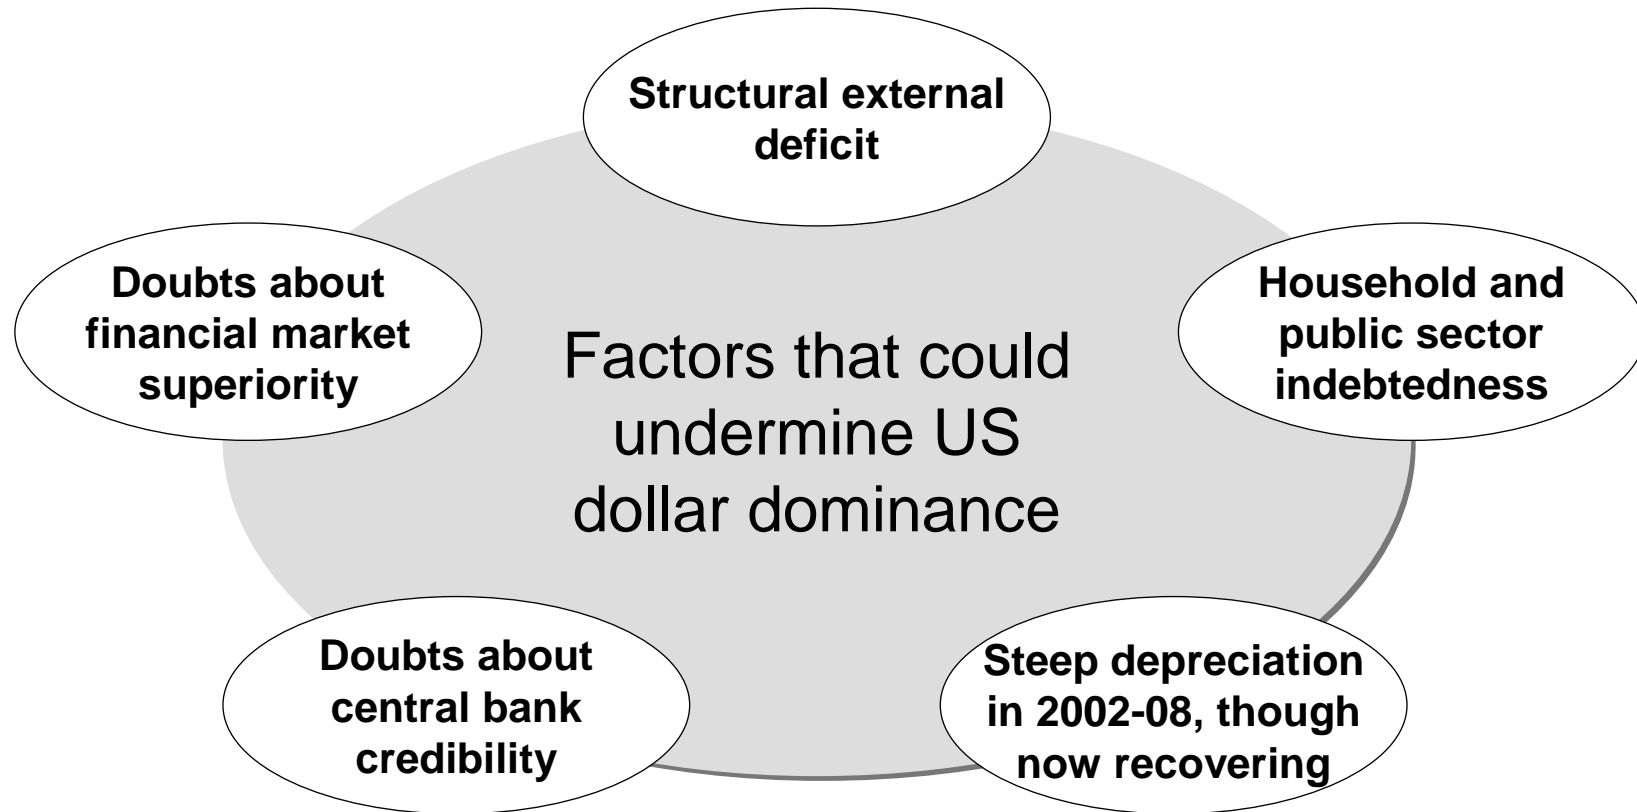 Structural external
deficit
Doubts about
financial market
superiority
Household and
public sector
indebtedness
Factors that could
undermine US
dollar dominance
Doubts about
central bank
credibility
Steep depreciation
in 2002-08, though
now recovering